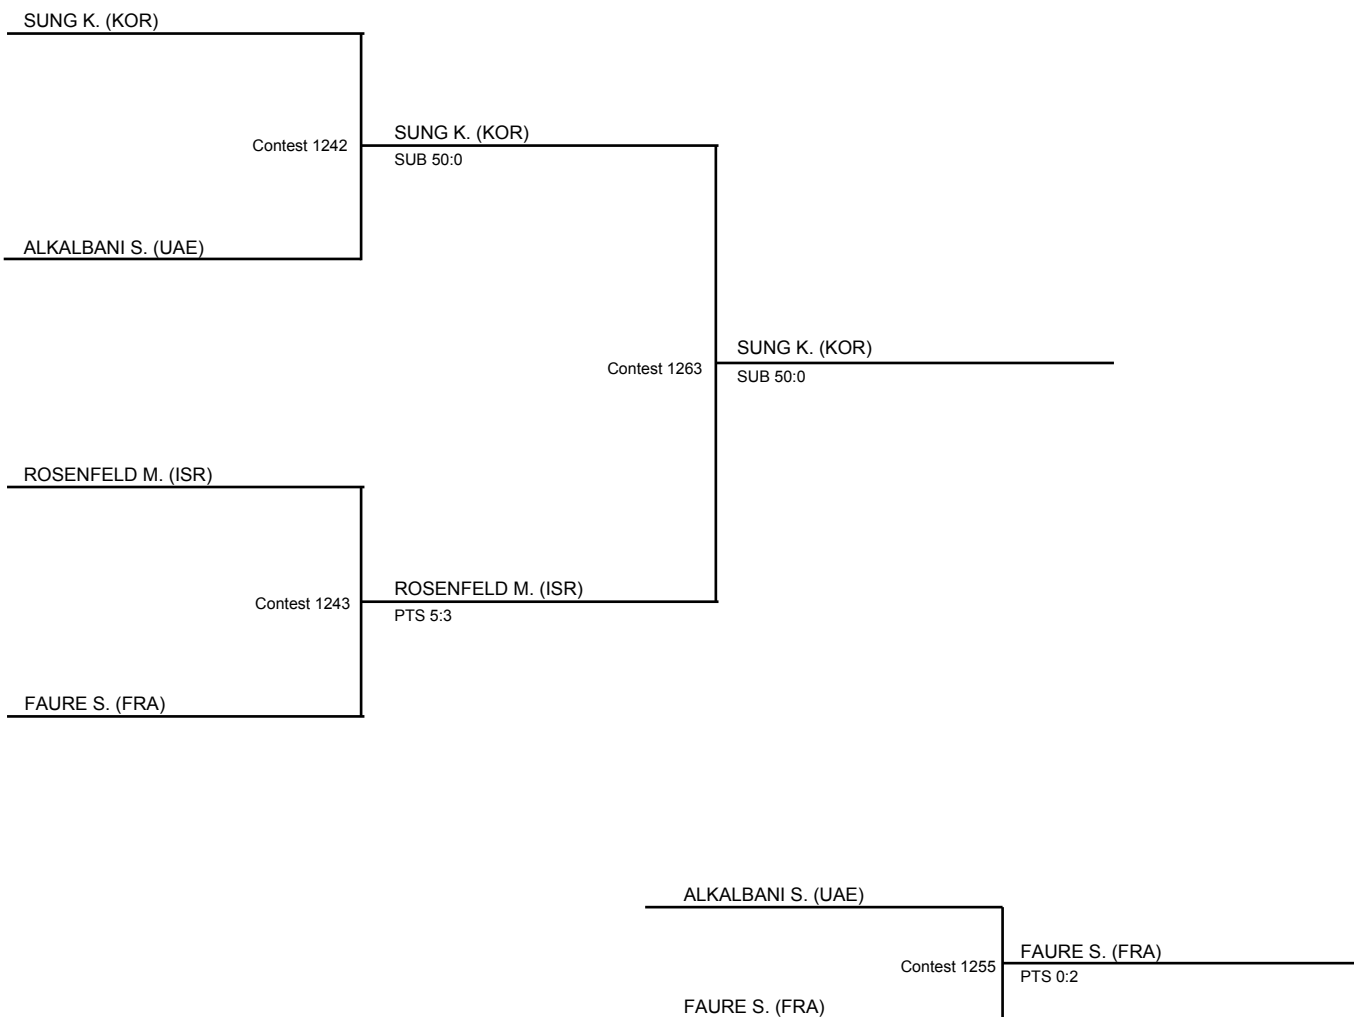 SUNG K. (KOR)
Contest 1242
SUNG K. (KOR)
SUB 50:0
ALKALBANI S. (UAE)
Contest 1263
SUNG K. (KOR)
SUB 50:0
ROSENFELD M. (ISR)
Contest 1243
ROSENFELD M. (ISR)
PTS 5:3
FAURE S. (FRA)
ALKALBANI S. (UAE)
Contest 1255
FAURE S. (FRA)
PTS 0:2
FAURE S. (FRA)